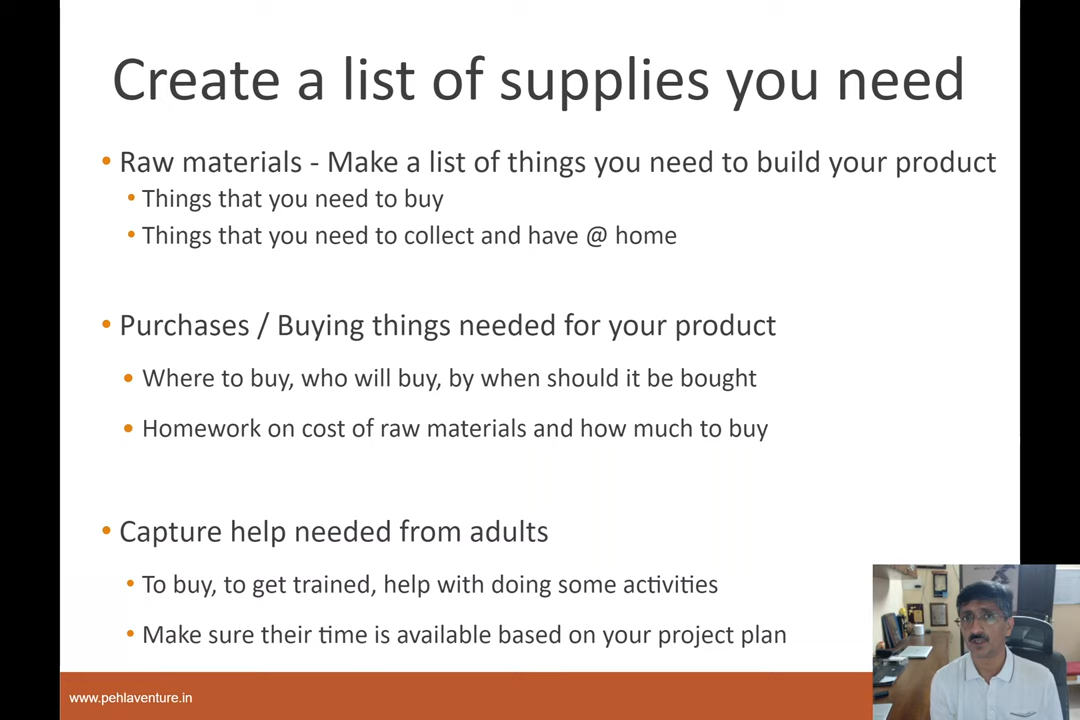 Create a list of supplies you need
• Raw materials - Make a list of things you need to build your product
• Things that you need to buy
• Things that you need to collect and have @ home
• Purchases / Buying things needed for your product
• Where to buy, who will buy, by when should it be bought
• Homework on cost of raw materials and how much to buy
• Capture help needed from adults
• To buy, to get trained, help with doing some activities
• Make sure their time is available based on your project plan
www.pehlaventure.in